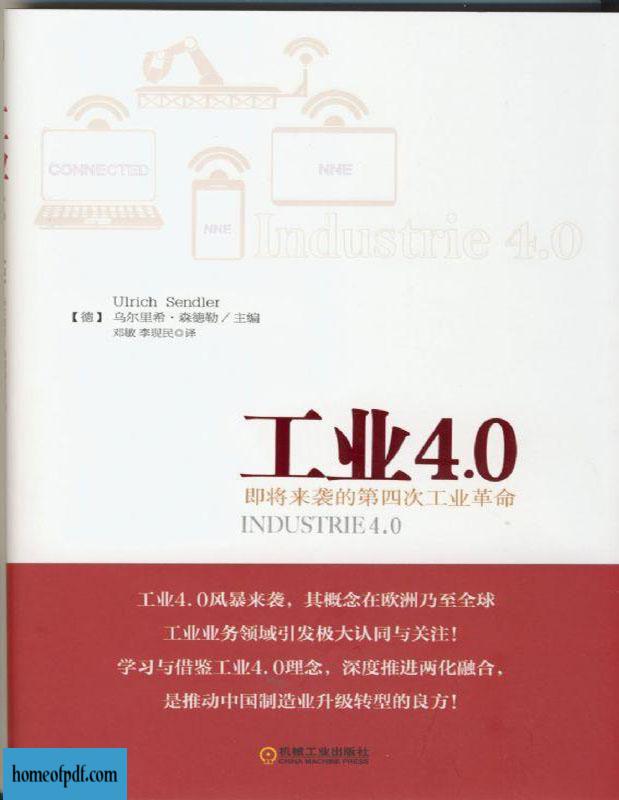 CONNECTED
NNE
NNE
Industrie 4.0
Ulrich Sendler
【德】 乌尔里希·森德勒／主编
邓敏 李现民◎译
工业4.0
即将来袭的第四次工业革命
INDUSTRIE 4.0
工业4.0风暴来袭，其概念在欧洲乃至全球
工业业务领域引发极大认同与关注！
学习与借鉴工业4.0理念，深度推进两化融合，
是推动中国制造业升级转型的良方！
机械工业出版社
CHINA MACHINE PRESS
homeofpdf.com